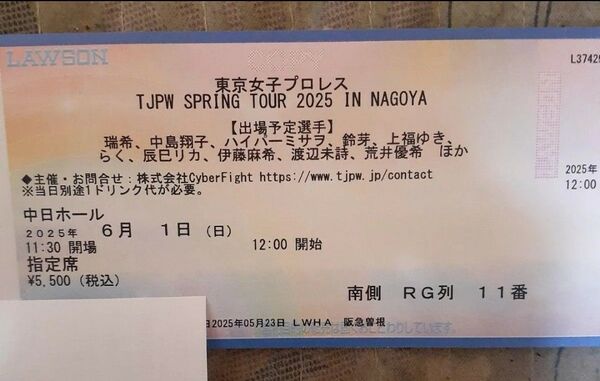 LAWSON
L37429
東京女子プロレス
TJPW SPRING TOUR 2025 IN NAGOYA
【出場予定選手】
瑞希、中島翔子、ハイパーミサヲ、鈴芽、上福ゆき、
らく、辰巳リカ、伊藤麻希、渡辺未詩、荒井優希 ほか
◆主催・お問合せ:株式会社CyberFight https://www.tjpw.jp/contact
※当日別途1ドリンク代が必要。
2025年
12:00
中日ホール
2025年 6月 1日(日)
11:30 開場 12:00 開始
指定席
¥5,500(税込)
南側 RG列 11番
日2025年05月23日 LWHA 阪急曽根